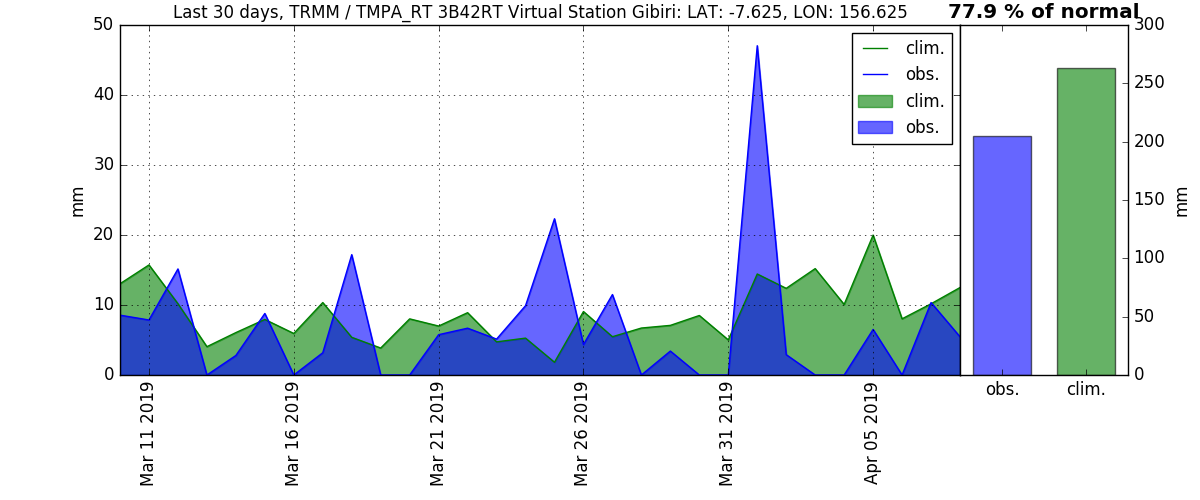 Last 30 days, TRMM / TMPA_RT 3B42RT Virtual Station Gibiri: LAT: -7.625, LON: 156.625
77.9 % of normal
50
40
30
20
10
0
mm
clim.
obs.
clim.
obs.
300
250
200
150
100
50
0
mm
Mar 11 2019
Mar 16 2019
Mar 21 2019
Mar 26 2019
Mar 31 2019
Apr 05 2019
obs.
clim.